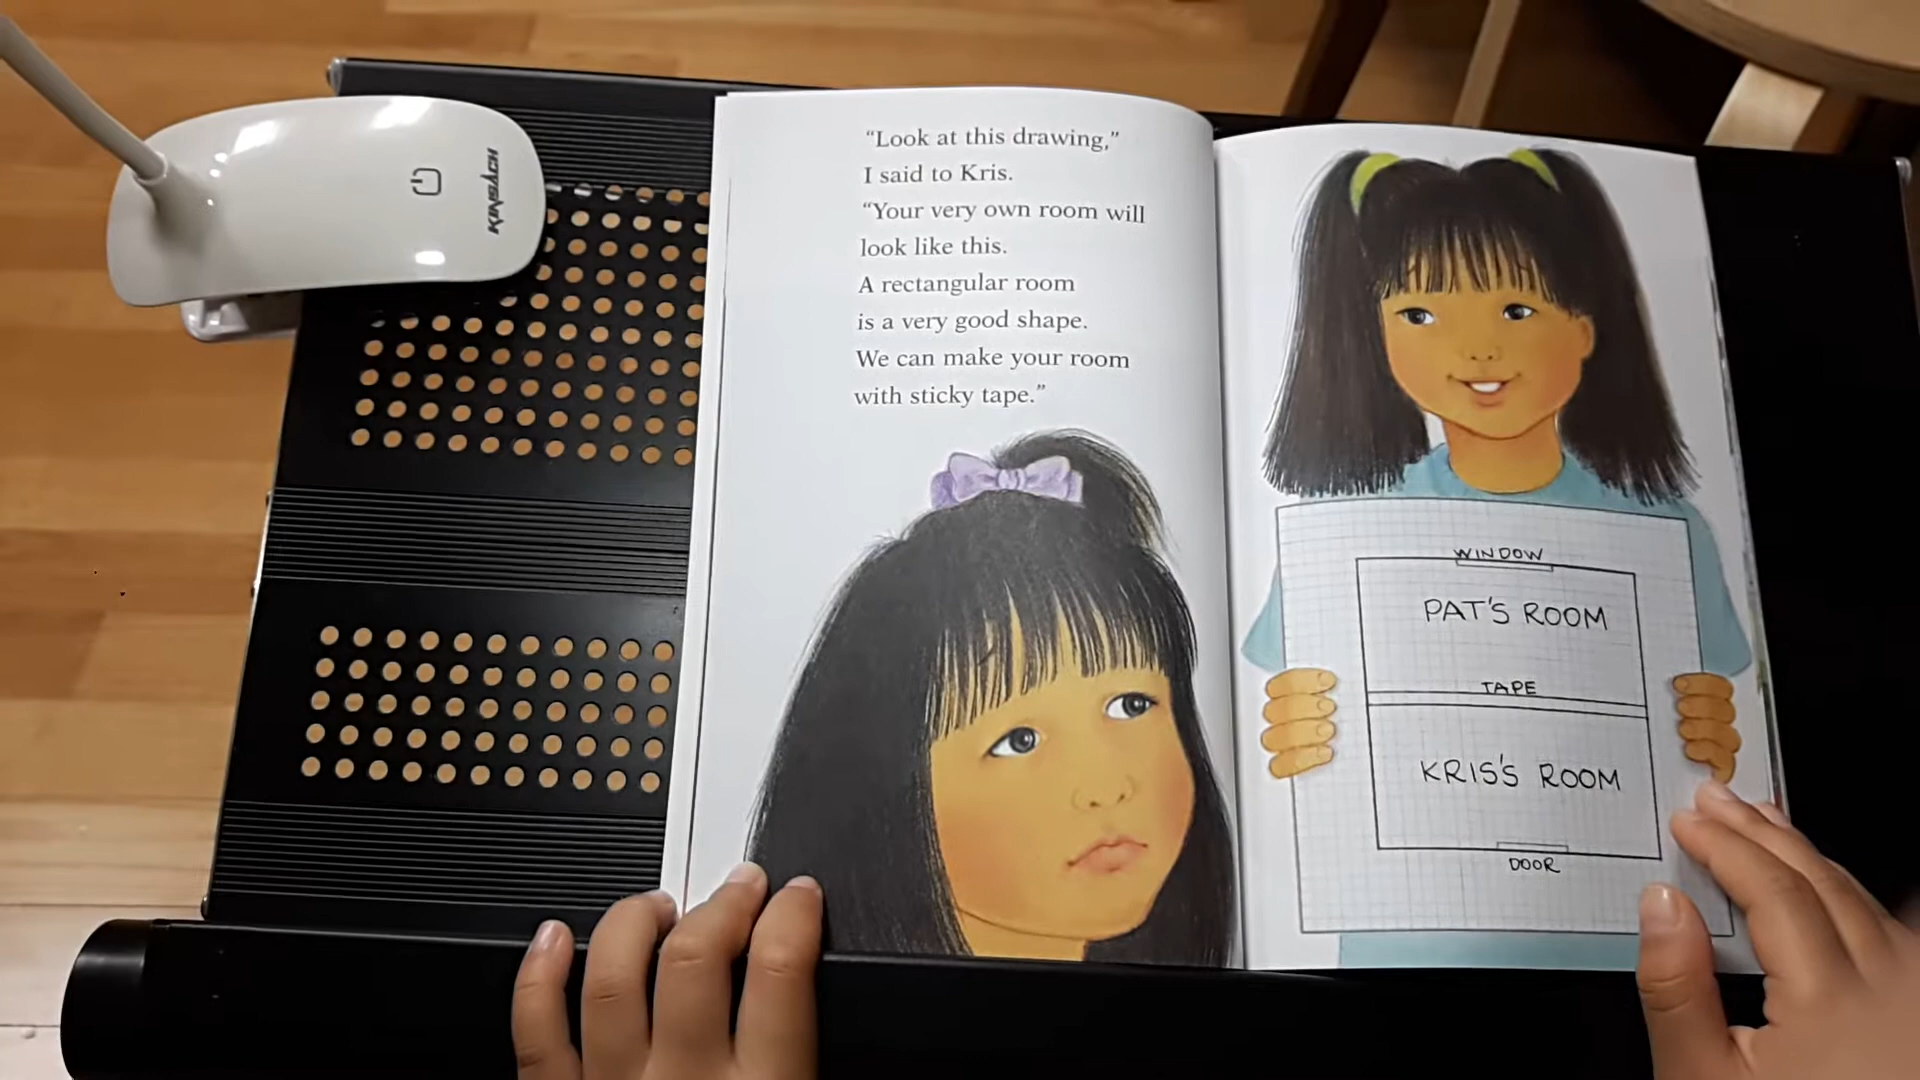 KINSACH
“Look at this drawing,”
I said to Kris.
“Your very own room will
look like this.
A rectangular room
is a very good shape.
We can make your room
with sticky tape.”
WINDOW
PAT'S ROOM
TAPE
KRIS'S ROOM
DOOR